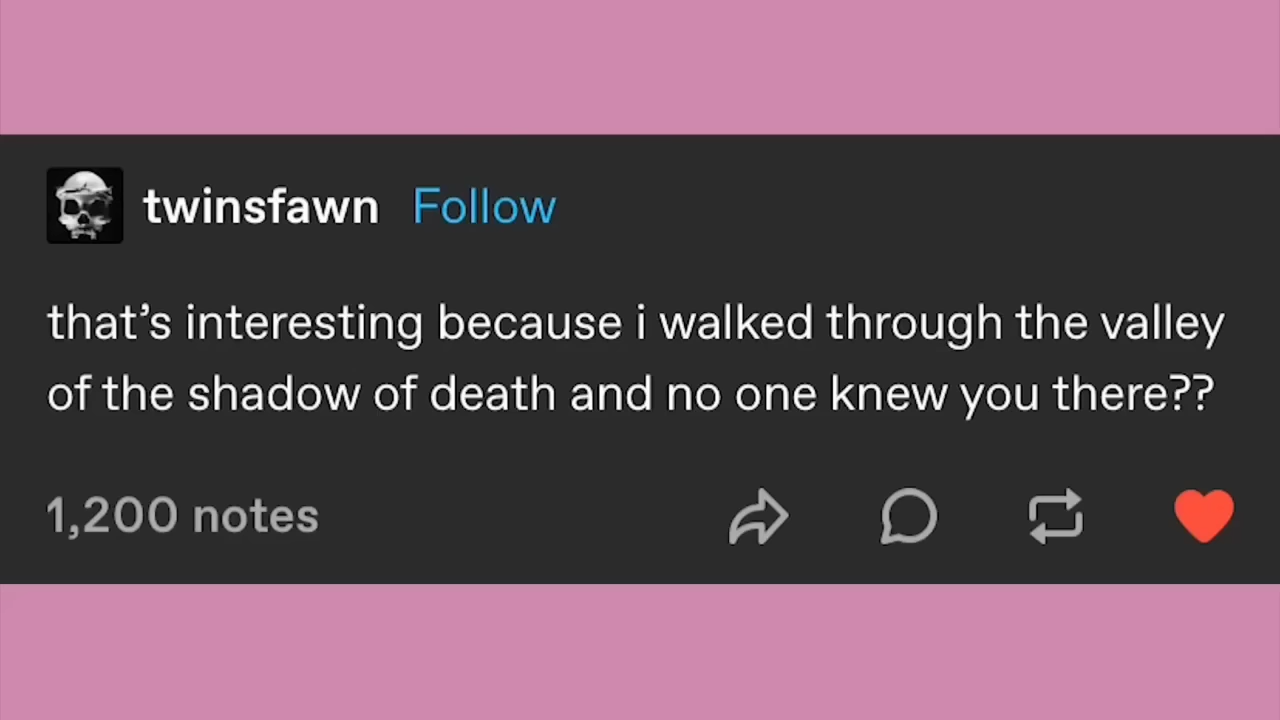 twinsfawn Follow
that’s interesting because i walked through the valley
of the shadow of death and no one knew you there??
1,200 notes